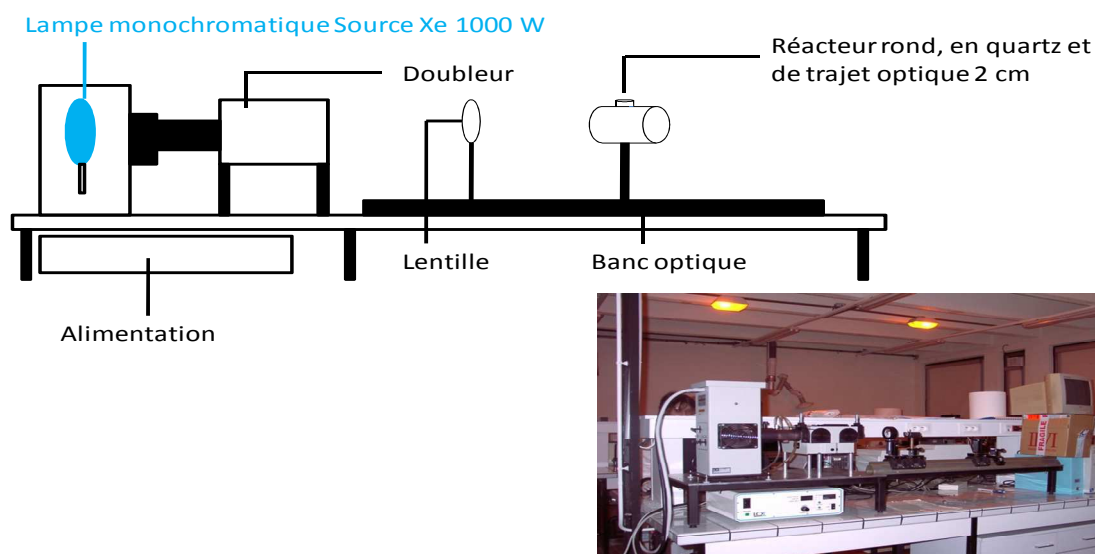 Lampe monochromatique Source Xe 1000 W
Doubleur
Réacteur rond, en quartz et
de trajet optique 2 cm
Lentille
Banc optique
Alimentation
FRAGILE